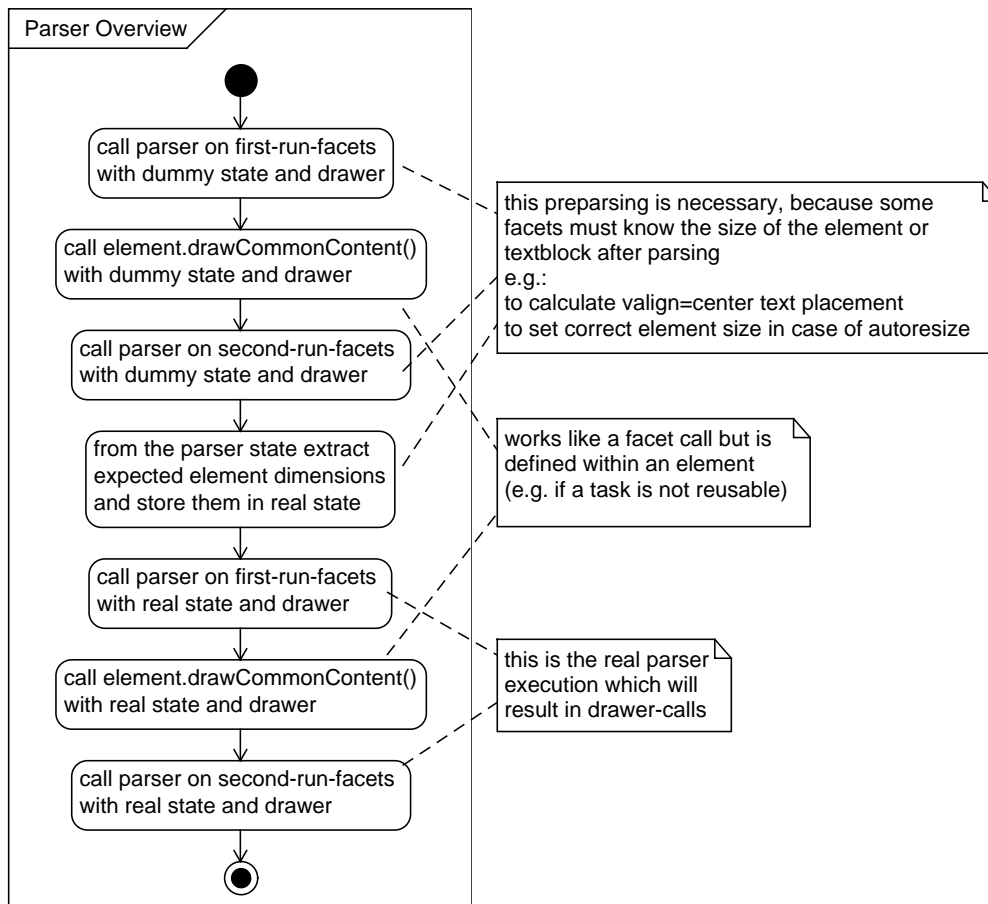 Parser Overview
call parser on first-run-facets
with dummy state and drawer
call element.drawCommonContent()
with dummy state and drawer
call parser on second-run-facets
with dummy state and drawer
from the parser state extract
expected element dimensions
and store them in real state
call parser on first-run-facets
with real state and drawer
call element.drawCommonContent()
with real state and drawer
call parser on second-run-facets
with real state and drawer
this preparsing is necessary, because some
facets must know the size of the element or
textblock after parsing
e.g.:
to calculate valign=center text placement
to set correct element size in case of autoresize
works like a facet call but is
defined within an element
(e.g. if a task is not reusable)
this is the real parser
execution which will
result in drawer-calls